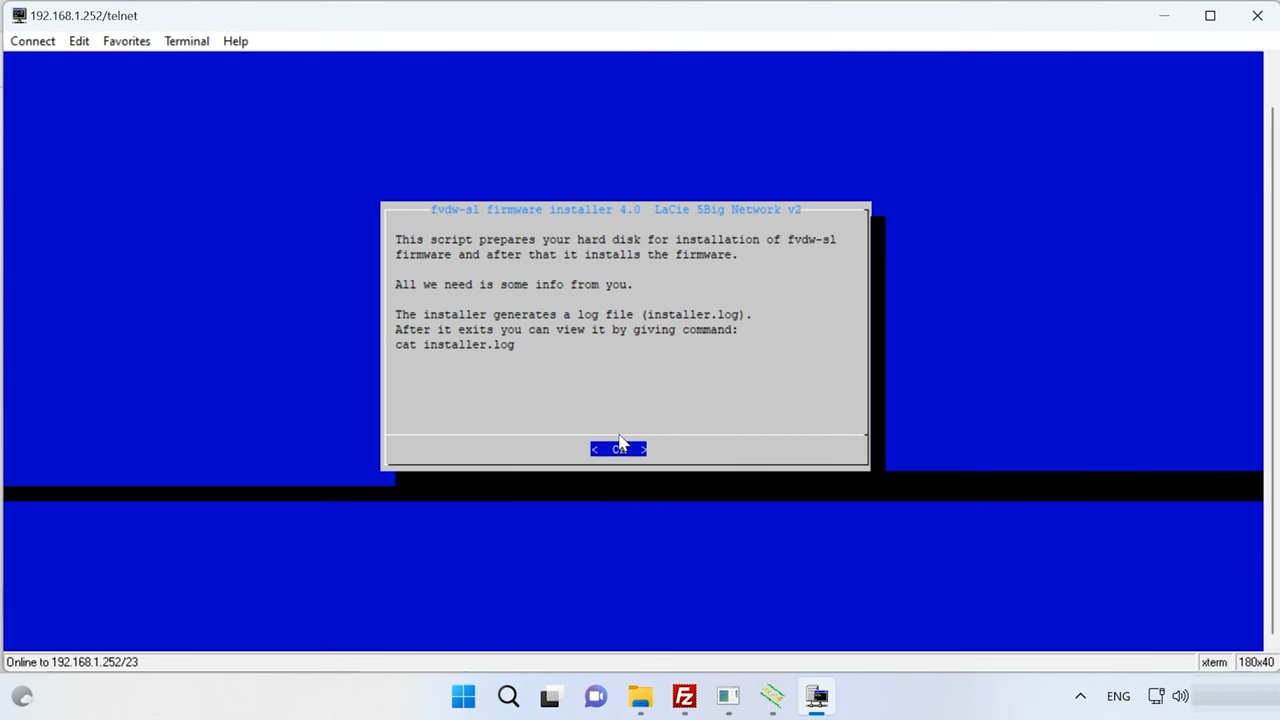 192.168.1.252/telnet
Connect Edit Favorites Terminal Help
fvdw-sl firmware installer 4.0 LaCie 5Big Network v2
This script prepares your hard disk for installation of fvdw-sl
firmware and after that it installs the firmware.
All we need is some info from you.
The installer generates a log file (installer.log).
After it exits you can view it by giving command:
cat installer.log
< OK >
Online to 192.168.1.252/23
xterm 180x40
ENG